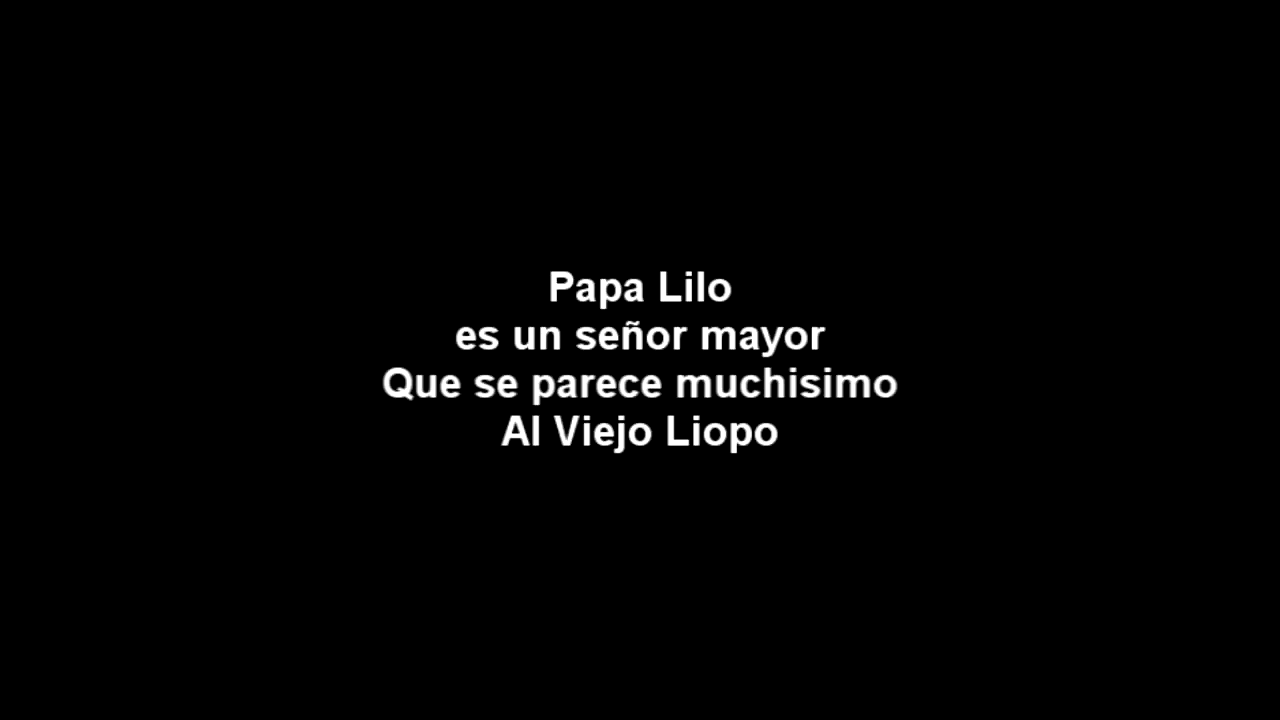 Papa Lilo
es un señor mayor
Que se parece muchisimo
Al Viejo Liopo